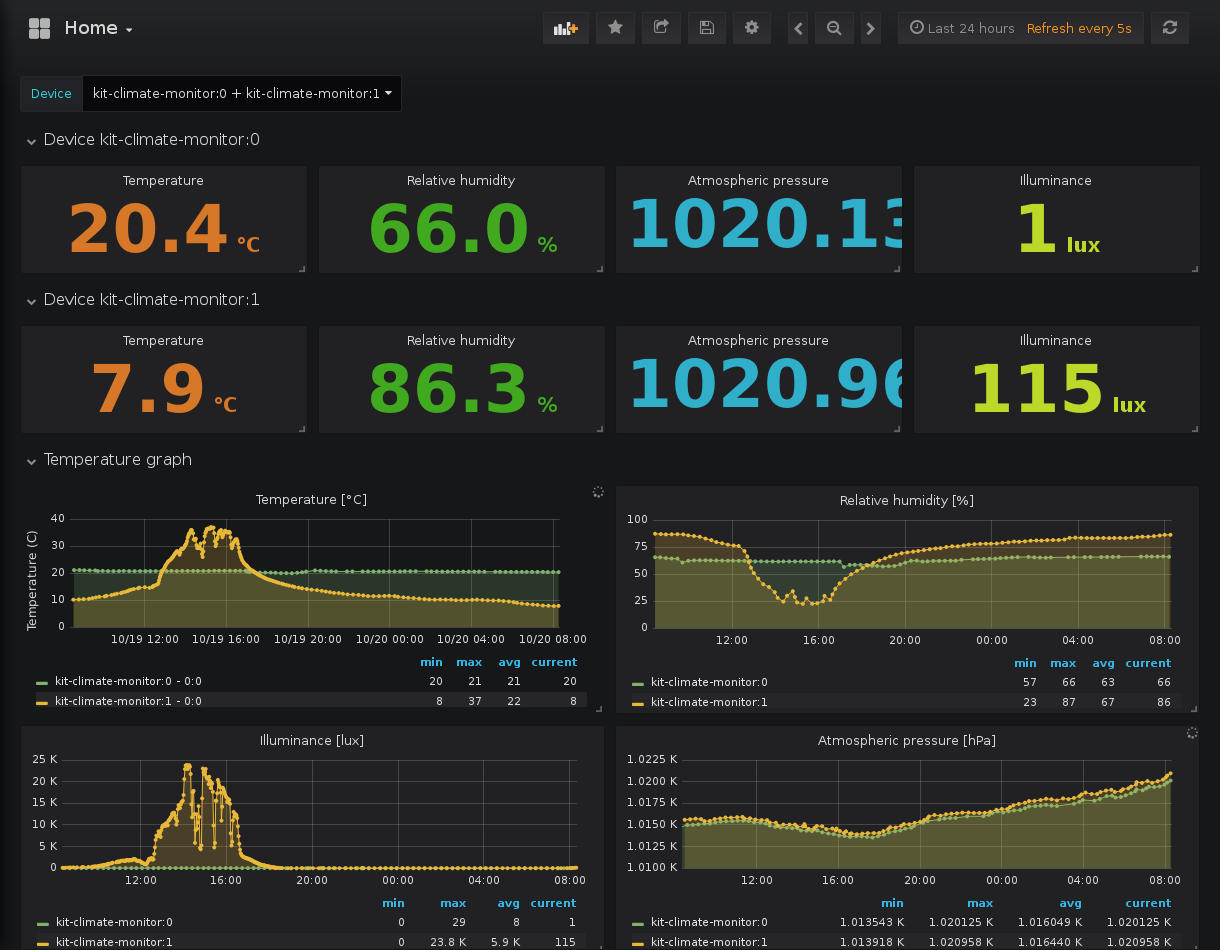 Home
Last 24 hours Refresh every 5s
Device kit-climate-monitor:0 + kit-climate-monitor:1
Device kit-climate-monitor:0
Temperature Relative humidity Atmospheric pressure Illuminance
20.4 °C 66.0 % 1020.13 1 lux
Device kit-climate-monitor:1
Temperature Relative humidity Atmospheric pressure Illuminance
7.9 °C 86.3 % 1020.96 115 lux
Temperature graph
Temperature [°C]
Temperature (C)
40
30
20
10
0
10/19 12:00 10/19 16:00 10/19 20:00 10/20 00:00 10/20 04:00 10/20 08:00
min max avg current
kit-climate-monitor:0 - 0:0 20 21 21 20
kit-climate-monitor:1 - 0:0 8 37 22 8
Relative humidity [%]
100
75
50
25
0
12:00 16:00 20:00 00:00 04:00 08:00
min max avg current
kit-climate-monitor:0 57 66 63 66
kit-climate-monitor:1 23 87 67 86
Illuminance [lux]
25 K
20 K
15 K
10 K
5 K
0
12:00 16:00 20:00 00:00 04:00 08:00
min max avg current
kit-climate-monitor:0 0 29 8 1
kit-climate-monitor:1 0 23.8 K 5.9 K 115
Atmospheric pressure [hPa]
1.0225 K
1.0200 K
1.0175 K
1.0150 K
1.0125 K
1.0100 K
12:00 16:00 20:00 00:00 04:00 08:00
min max avg current
kit-climate-monitor:0 1.013543 K 1.020125 K 1.016049 K 1.020125 K
kit-climate-monitor:1 1.013918 K 1.020958 K 1.016440 K 1.020958 K